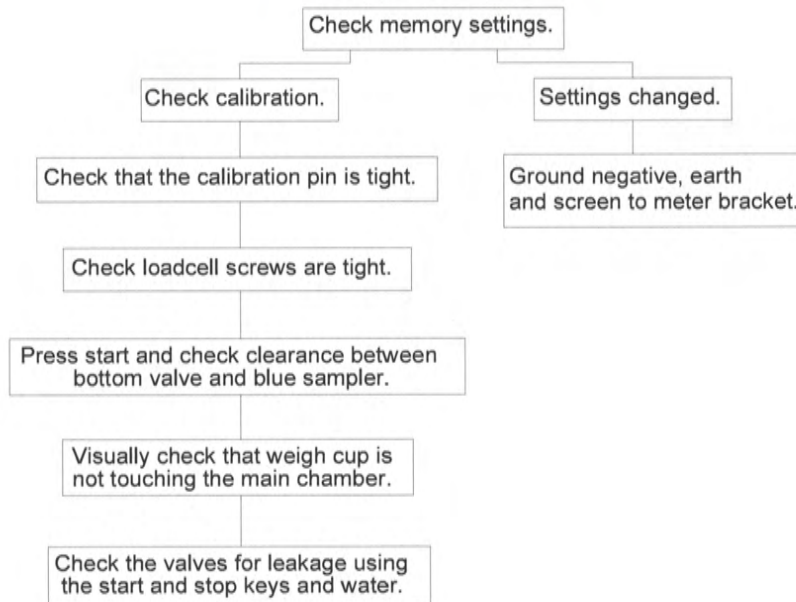 Check memory settings.
Check calibration.
Settings changed.
Check that the calibration pin is tight.
Ground negative, earth
and screen to meter bracket.
Check loadcell screws are tight.
Press start and check clearance between
bottom valve and blue sampler.
Visually check that weigh cup is
not touching the main chamber.
Check the valves for leakage using
the start and stop keys and water.